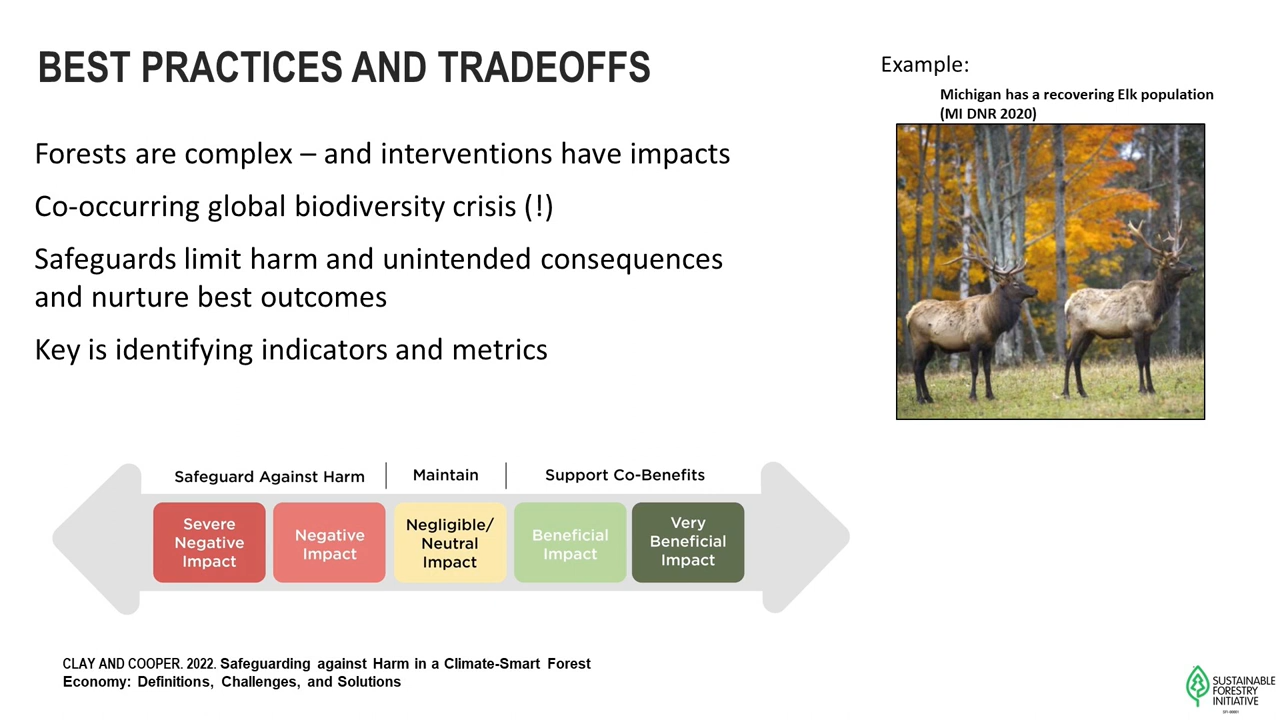 BEST PRACTICES AND TRADEOFFS
Forests are complex – and interventions have impacts
Co-occurring global biodiversity crisis (!)
Safeguards limit harm and unintended consequences
and nurture best outcomes
Key is identifying indicators and metrics
Example:
Michigan has a recovering Elk population
(MI DNR 2020)
Safeguard Against Harm
Maintain
Support Co-Benefits
Severe
Negative
Impact
Negative
Impact
Negligible/
Neutral
Impact
Beneficial
Impact
Very
Beneficial
Impact
CLAY AND COOPER. 2022. Safeguarding against Harm in a Climate-Smart Forest
Economy: Definitions, Challenges, and Solutions
SUSTAINABLE
FORESTRY
INITIATIVE